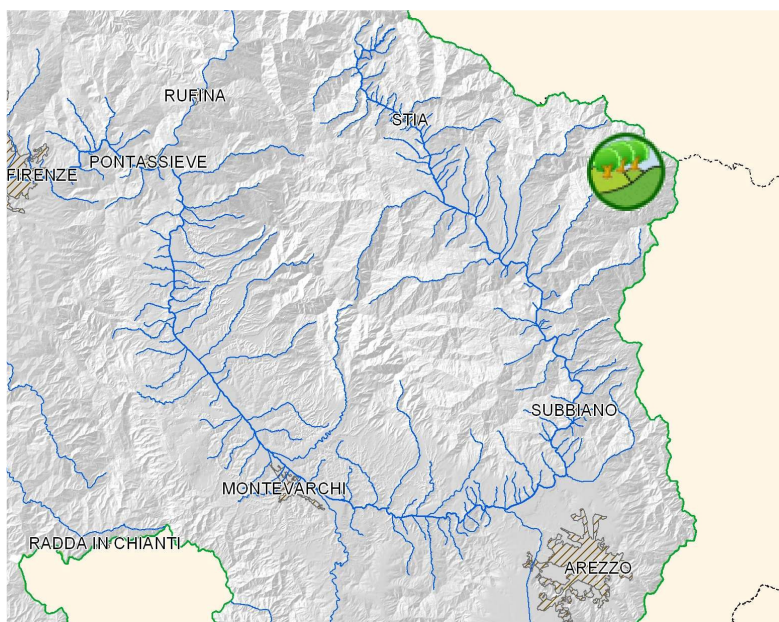 RUFINA
STIA
PONTASSIEVE
FIRENZE
SUBBIANO
MONTEVARCHI
RADDA IN CHIANTI
AREZZO